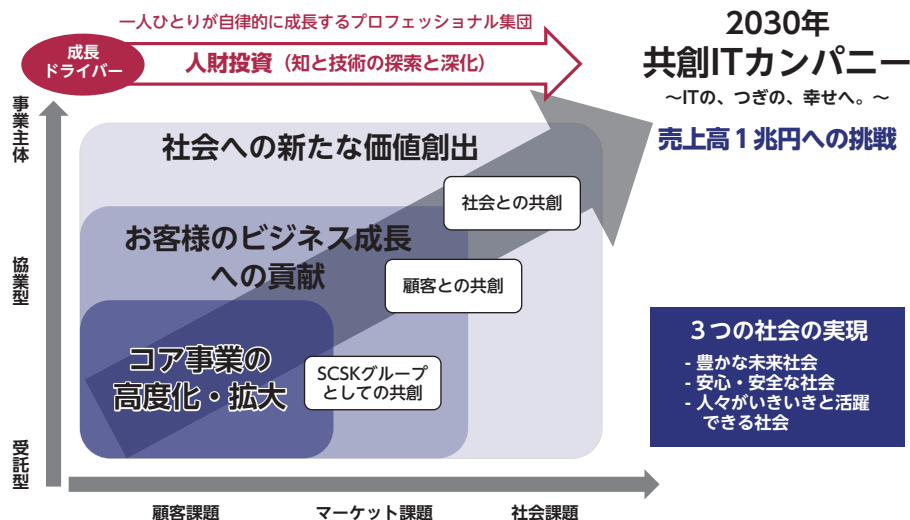 一人ひとりが自律的に成長するプロフェッショナル集団
成長
ドライバー
人財投資（知と技術の探索と深化）
2030年
共創ITカンパニー
～ITの、つぎの、幸せへ。～
売上高１兆円への挑戦
事業主体
協業型
受託型
社会への新たな価値創出
社会との共創
お客様のビジネス成長
への貢献
顧客との共創
コア事業の
高度化・拡大
SCSKグループ
としての共創
３つの社会の実現
- 豊かな未来社会
- 安心・安全な社会
- 人々がいきいきと活躍
できる社会
顧客課題
マーケット課題
社会課題